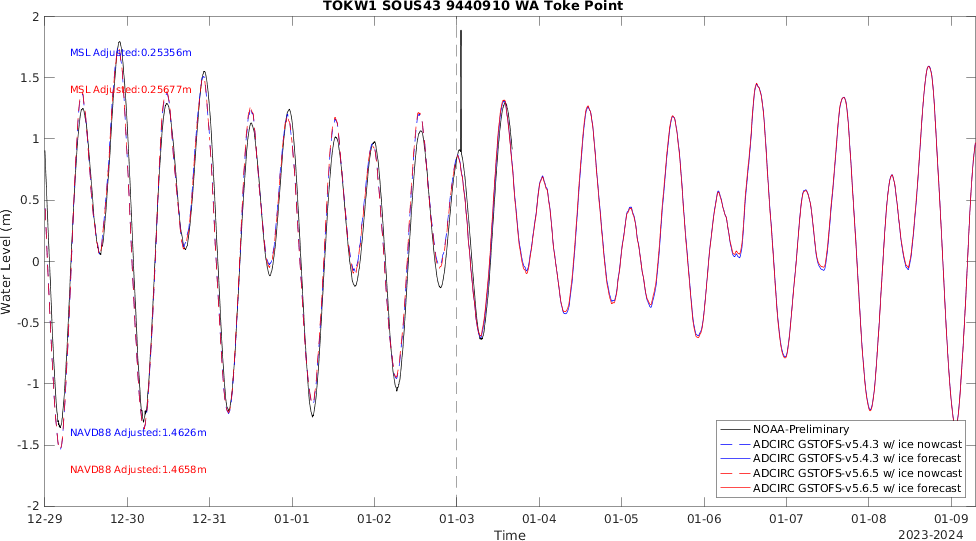 TOKW1 SOUS43 9440910 WA Toke Point
2
1.5
1
0.5
0
-0.5
-1
-1.5
-2
Water Level (m)
MSL Adjusted:0.25356m
MSL Adjusted:0.25677m
NAVD88 Adjusted:1.4626m
NAVD88 Adjusted:1.4658m
NOAA-Preliminary
ADCIRC GSTOFS-v5.4.3 w/ ice nowcast
ADCIRC GSTOFS-v5.4.3 w/ ice forecast
ADCIRC GSTOFS-v5.6.5 w/ ice nowcast
ADCIRC GSTOFS-v5.6.5 w/ ice forecast
12-29 12-30 12-31 01-01 01-02 01-03 01-04 01-05 01-06 01-07 01-08 01-09
Time
2023-2024